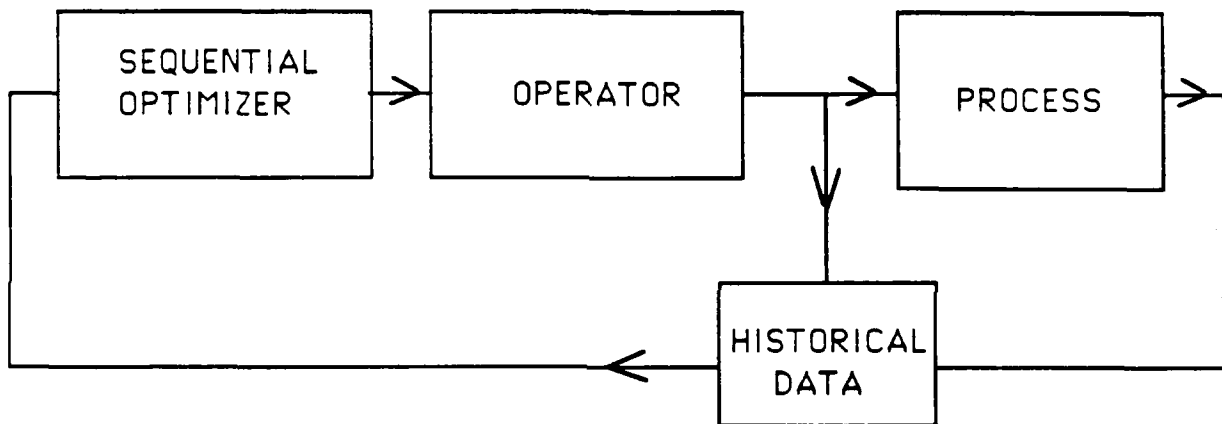 SEQUENTIAL
OPTIMIZER
OPERATOR
PROCESS
HISTORICAL
DATA